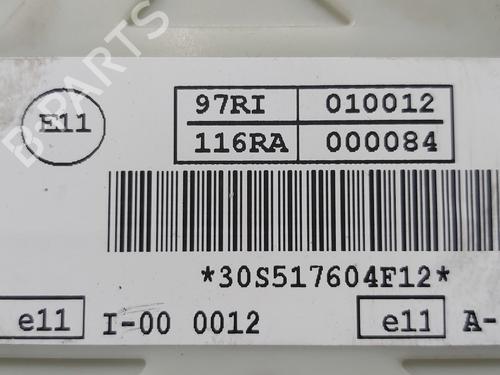 B-PARTS
E11
97RI 010012
116RA 000084
*30S517604F12*
e11 I-00 0012 e11 A-